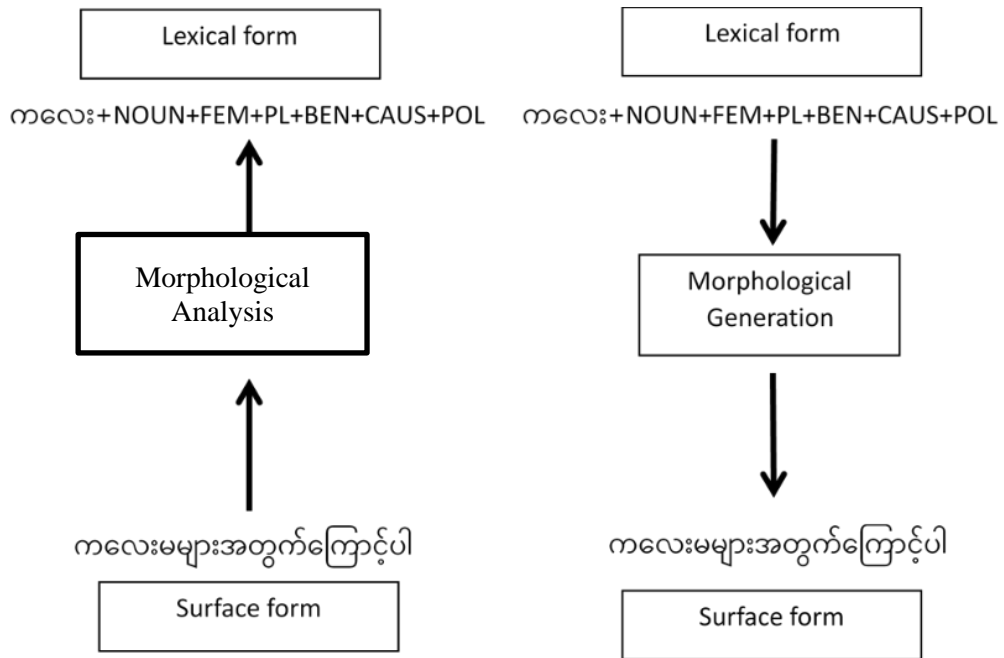 Lexical form
ကလေး+NOUN+FEM+PL+BEN+CAUS+POL
Morphological
Analysis
ကလေးမများအတွက်ကြောင့်ပါ
Surface form
Lexical form
ကလေး+NOUN+FEM+PL+BEN+CAUS+POL
Morphological
Generation
ကလေးမများအတွက်ကြောင့်ပါ
Surface form